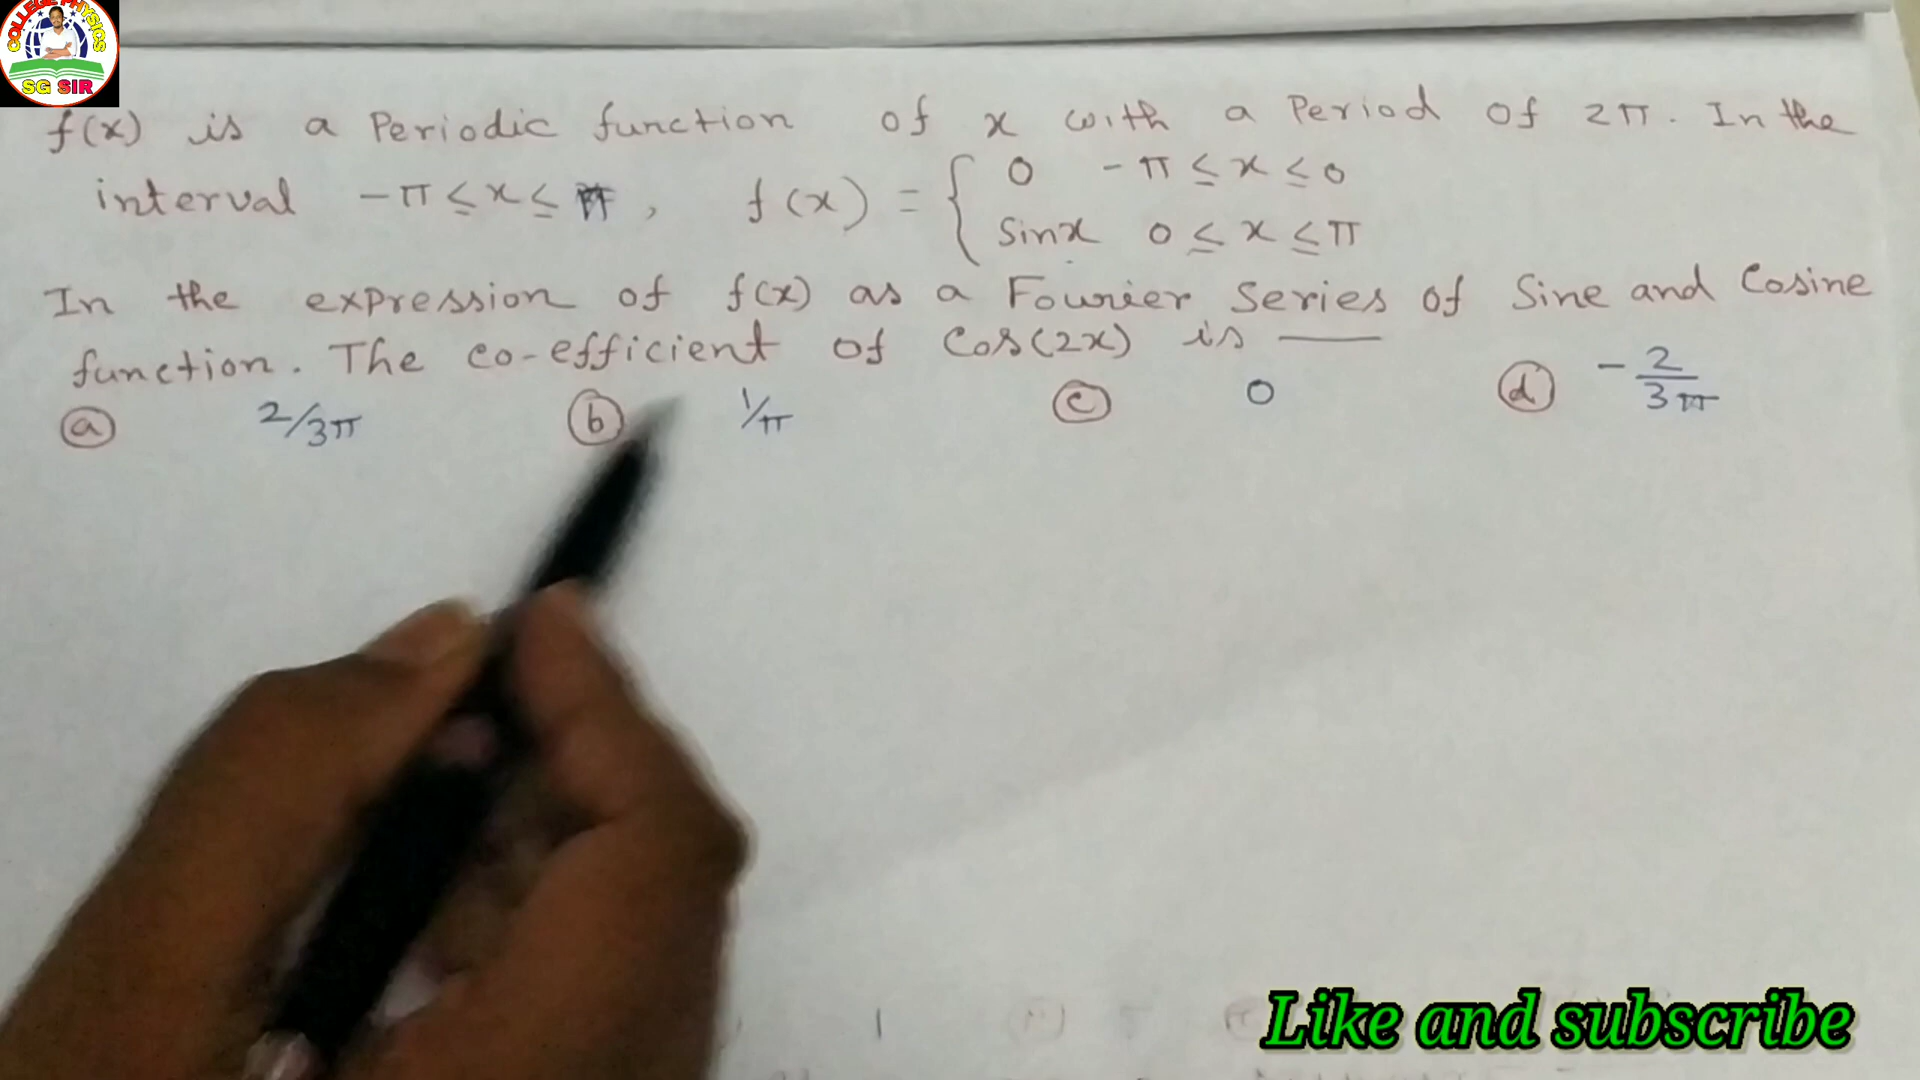 COLLEGE PHYSICS
SG SIR
f(x) is a Periodic function of x with a Period of 2π. In the
interval -π ≤ x ≤ π, f(x) = { 0 -π ≤ x ≤ 0
sinx 0 ≤ x ≤ π
In the expression of f(x) as a Fourier Series of Sine and Cosine
function. The co-efficient of Cos(2x) is ___
(a) 2/3π (b) 1/π (c) 0 (d) -2/3π
Like and subscribe